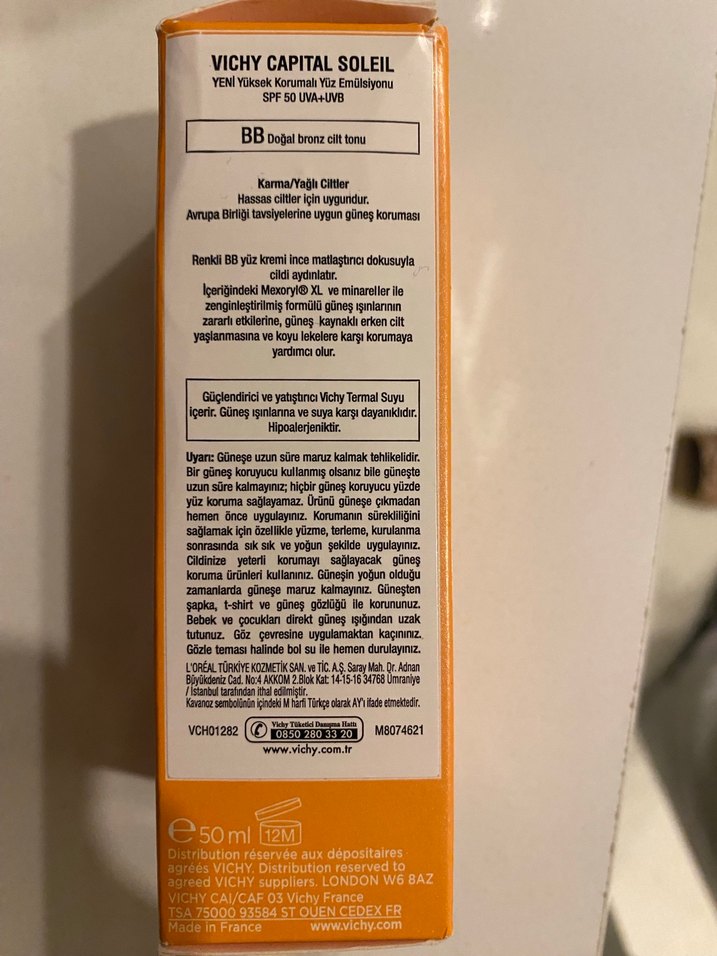 VICHY CAPITAL SOLEIL
YENİ Yüksek Korumalı Yüz Emülsiyonu
SPF 50 UVA+UVB
BB Doğal bronz cilt tonu
Karma/Yağlı Ciltler
Hassas ciltler için uygundur.
Avrupa Birliği tavsiyelerine uygun güneş koruması
Renkli BB yüz kremi ince matlaştırıcı dokusuyla
cildi aydınlatır.
İçeriğindeki Mexoryl® XL ve minareller ile
zenginleştirilmiş formülü güneş ışınlarının
zararlı etkilerine, güneş kaynaklı erken cilt
yaşlanmasına ve koyu lekelere karşı korumaya
yardımcı olur.
Güçlendirici ve yatıştırıcı Vichy Termal Suyu
içerir. Güneş ışınlarına ve suya karşı dayanıklıdır.
Hipoalerjeniktir.
Uyarı: Güneşe uzun süre maruz kalmak tehlikelidir.
Bir güneş koruyucu kullanmış olsanız bile güneşte
uzun süre kalmayınız; hiçbir güneş koruyucu yüzde
yüz koruma sağlayamaz. Ürünü güneşe çıkmadan
hemen önce uygulayınız. Korumanın sürekliliğini
sağlamak için özellikle yüzme, terleme, kurulanma
sonrasında sık sık ve yoğun şekilde uygulayınız.
Cildinize yeterli korumayı sağlayacak güneş
koruma ürünleri kullanınız. Güneşin yoğun olduğu
zamanlarda güneşe maruz kalmayınız. Güneşten
şapka, t-shirt ve güneş gözlüğü ile korununuz.
Bebek ve çocukları direkt güneş ışığından uzak
tutunuz. Göz çevresine uygulamaktan kaçınınız.
Gözle teması halinde bol su ile hemen durulayınız.
L'ORÉAL TÜRKİYE KOZMETİK SAN. ve TİC. A.Ş. Saray Mah. Dr. Adnan
Büyükdeniz Cad. No:4 AKKOM 2.Blok Kat: 14-15-16 34768 Ümraniye
/ İstanbul tarafından ithal edilmiştir.
Kavanoz sembolünün içindeki M harfi Türkçe olarak AY'ı ifade etmektedir.
VCH01282 Vichy Tüketici Danışma Hattı M8074621
0850 280 33 20
www.vichy.com.tr
e 50 ml 12M
Distribution réservée aux dépositaires
agréés VICHY. Distribution reserved to
agreed VICHY suppliers. LONDON W6 8AZ
VICHY CAI/CAF 03 Vichy France
TSA 75000 93584 ST OUEN CEDEX FR
Made in France www.vichy.com